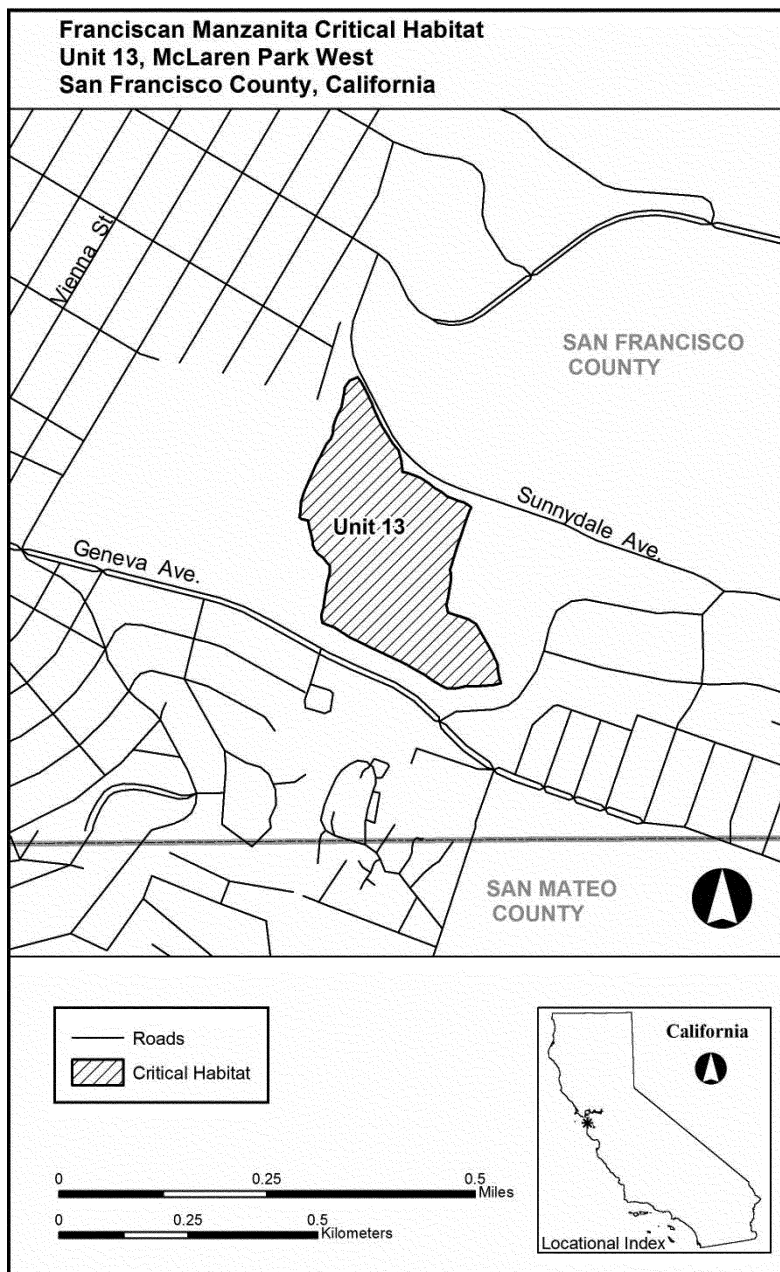 Franciscan Manzanita Critical Habitat
Unit 13, McLaren Park West
San Francisco County, California
Vienna St.
SAN FRANCISCO
COUNTY
Sunnydale Ave.
Unit 13
Geneva Ave.
SAN MATEO
COUNTY
Roads
Critical Habitat
California
Locational Index
0 0.25 0.5
Miles
0 0.25 0.5
Kilometers